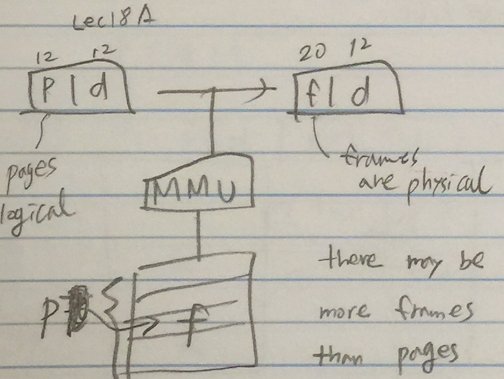 Lec18A
12 12
p | d
20 12
f | d
pages
logical
frames
are physical
MMU
p
f
there may be
more frames
than pages